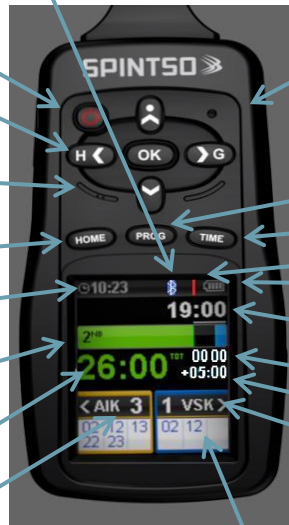 SPINTSO
H OK G
HOME PROG TIME
10:23
19:00
2ND
26:00 TOT 00 00
+05:00
< AIK 3 1 VSK >
02 12 13 02 12
22 23